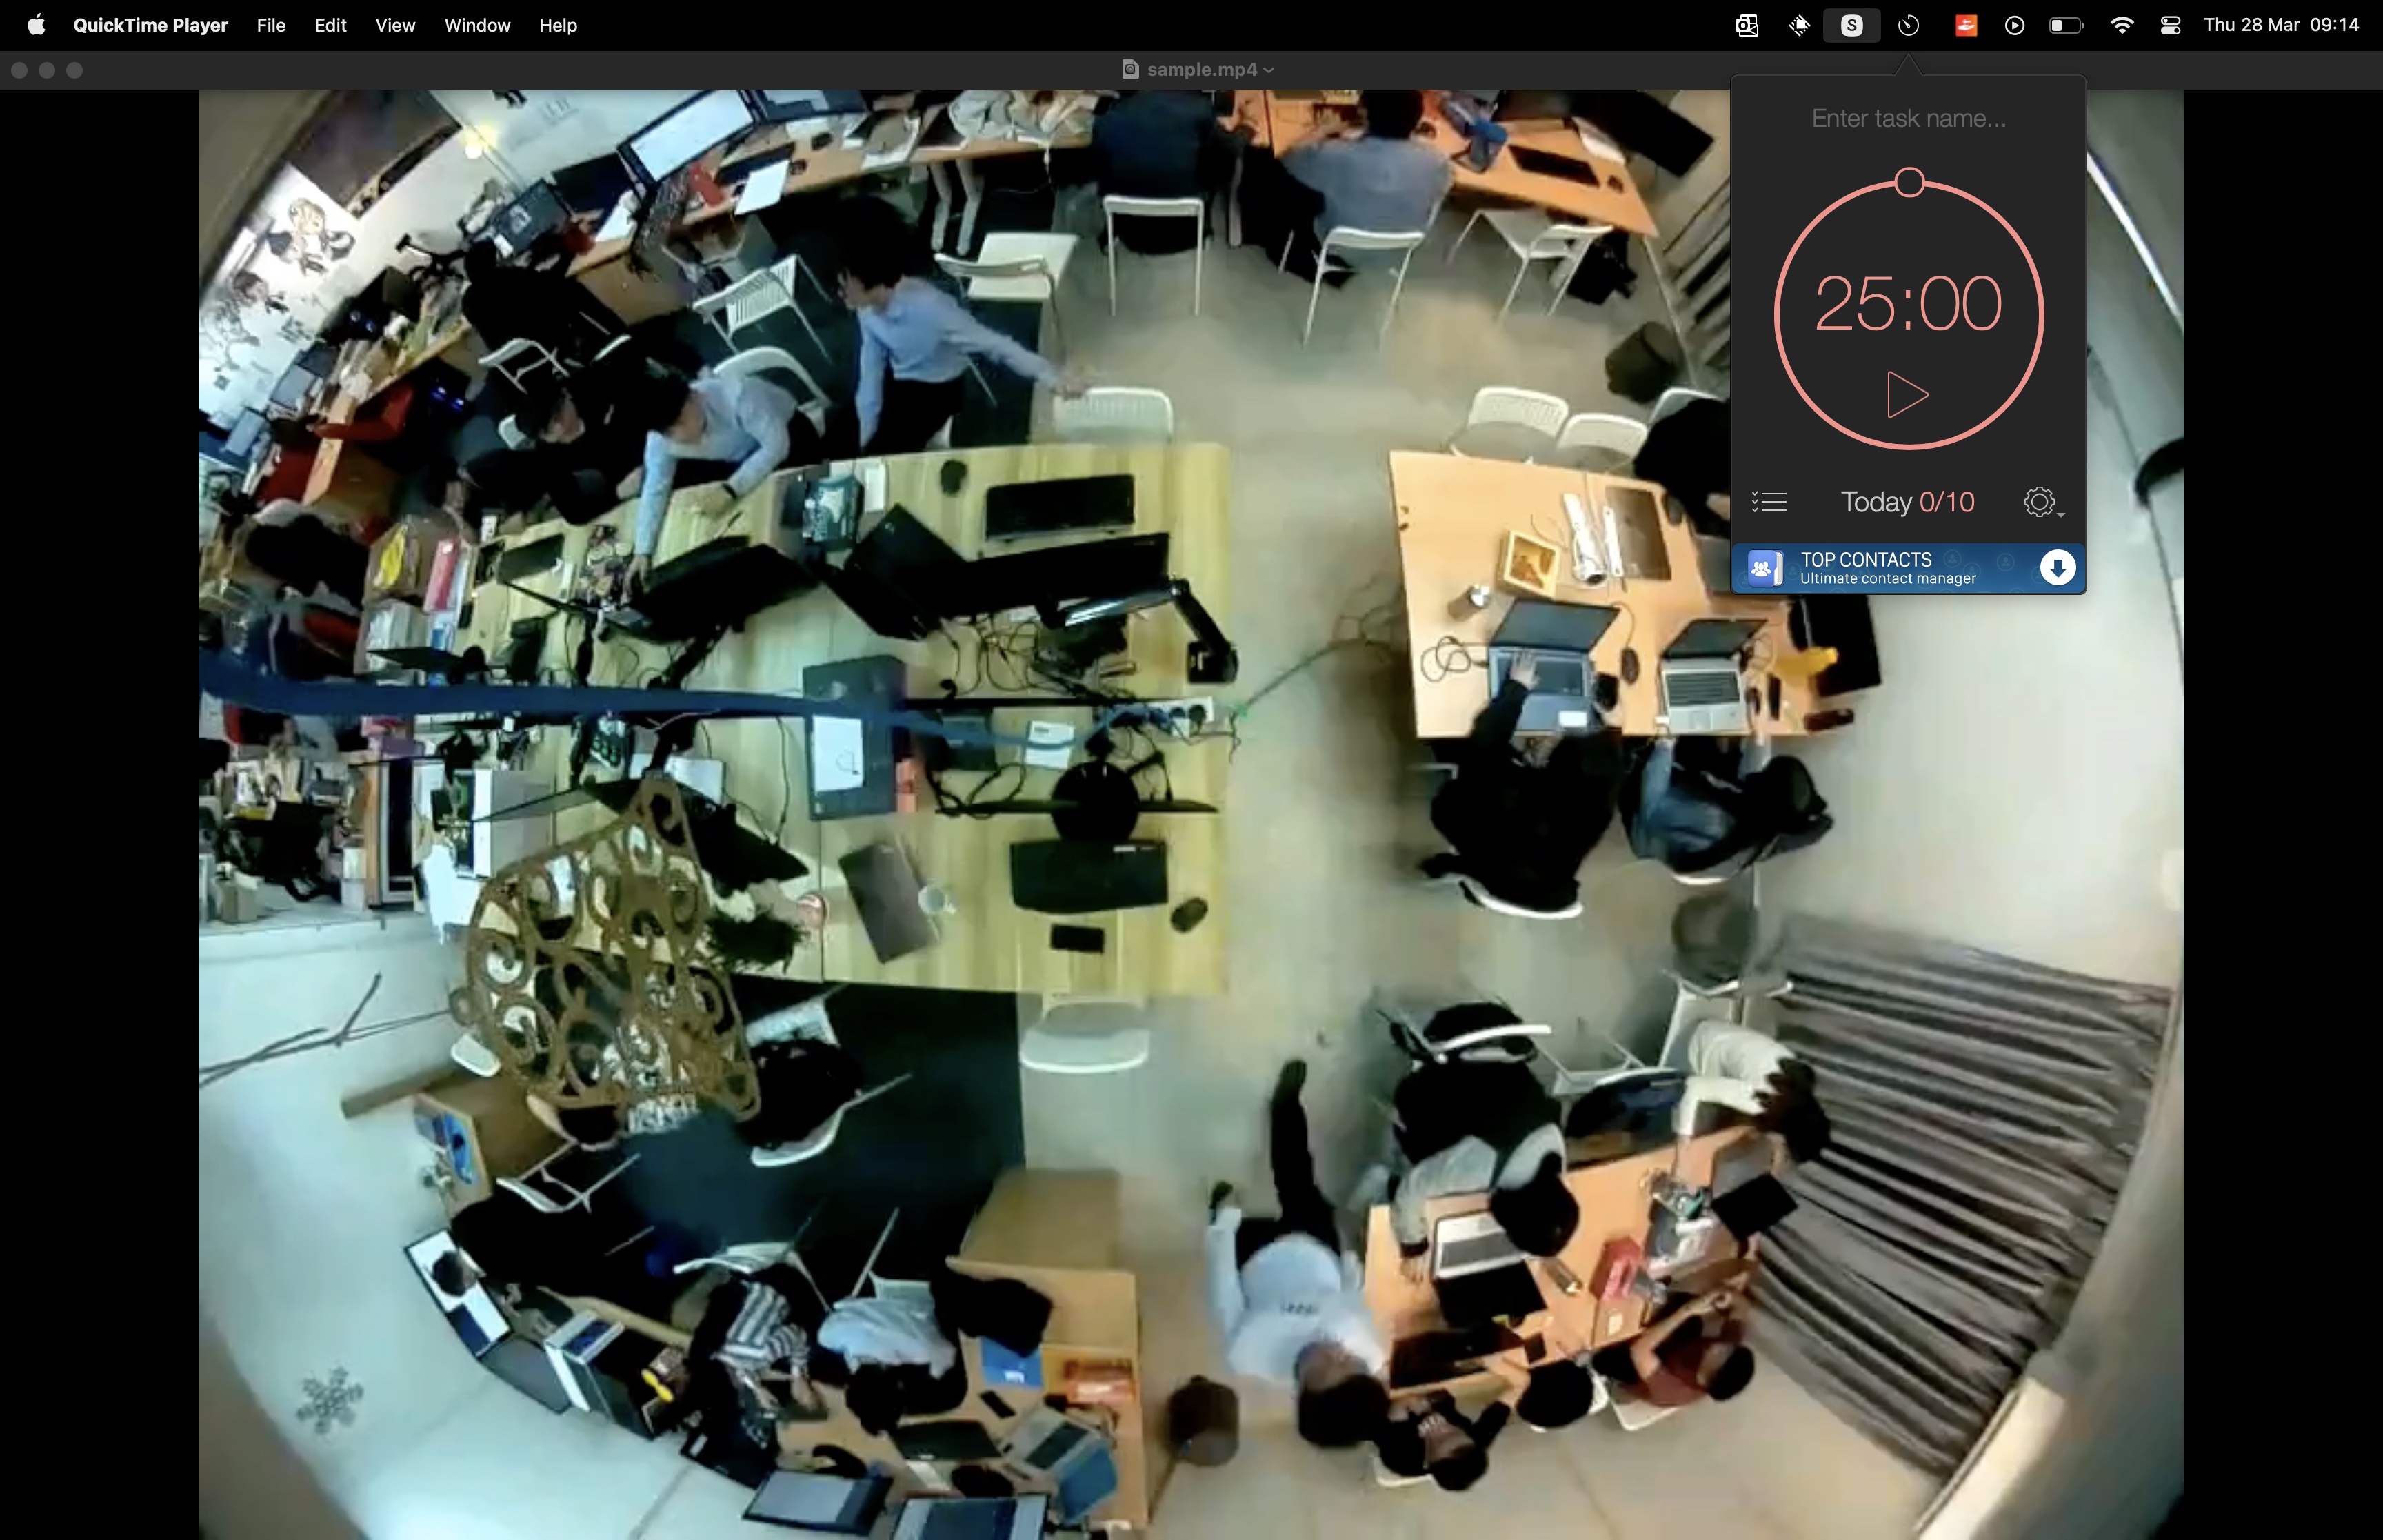 QuickTime Player File Edit View Window Help
S
Thu 28 Mar 09:14
sample.mp4
Enter task name...
25:00
Today 0/10
TOP CONTACTS
Ultimate contact manager